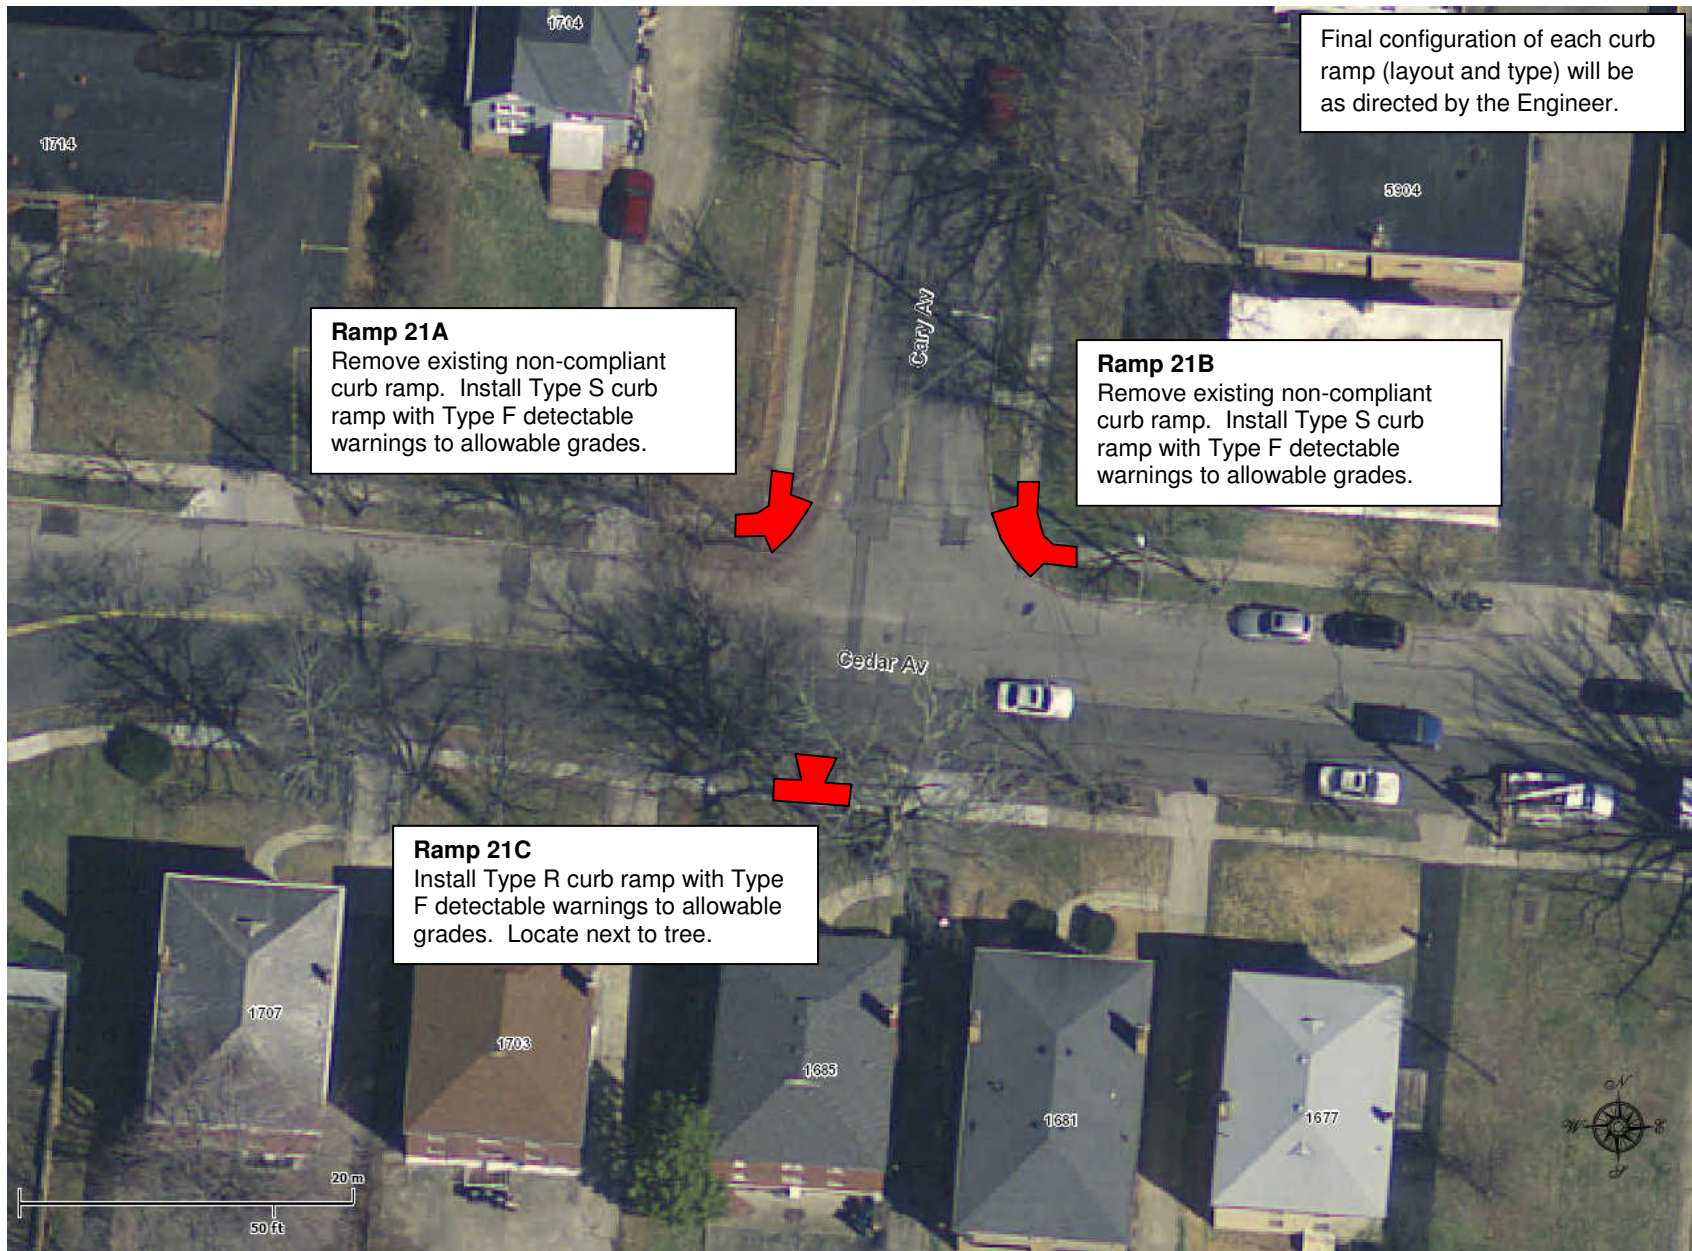 1704
Final configuration of each curb
ramp (layout and type) will be
as directed by the Engineer.
1714
5904
Cary Av
Ramp 21A
Remove existing non-compliant
curb ramp.  Install Type S curb
ramp with Type F detectable
warnings to allowable grades.
Ramp 21B
Remove existing non-compliant
curb ramp.  Install Type S curb
ramp with Type F detectable
warnings to allowable grades.
Cedar Av
Ramp 21C
Install Type R curb ramp with Type
F detectable warnings to allowable
grades.  Locate next to tree.
1707
1703
1685
1681
1677
N
W
E
S
20 m
50 ft